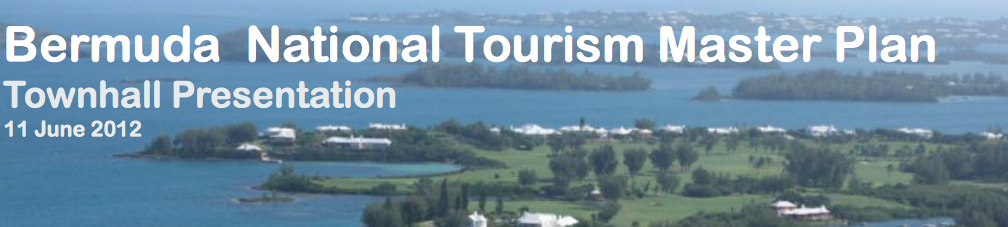 Bermuda National Tourism Master Plan
Townhall Presentation
11 June 2012